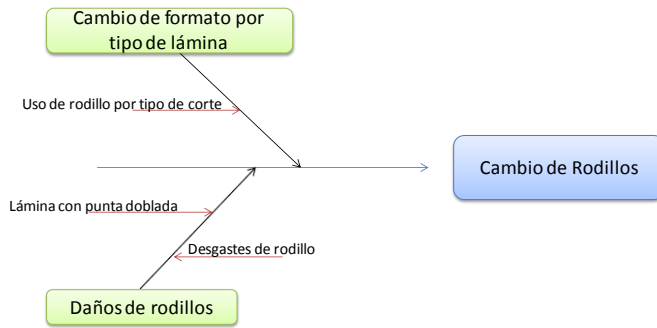 Cambio de formato por
tipo de lámina
Uso de rodillo por tipo de corte
Cambio de Rodillos
Lámina con punta doblada
Desgastes de rodillo
Daños de rodillos